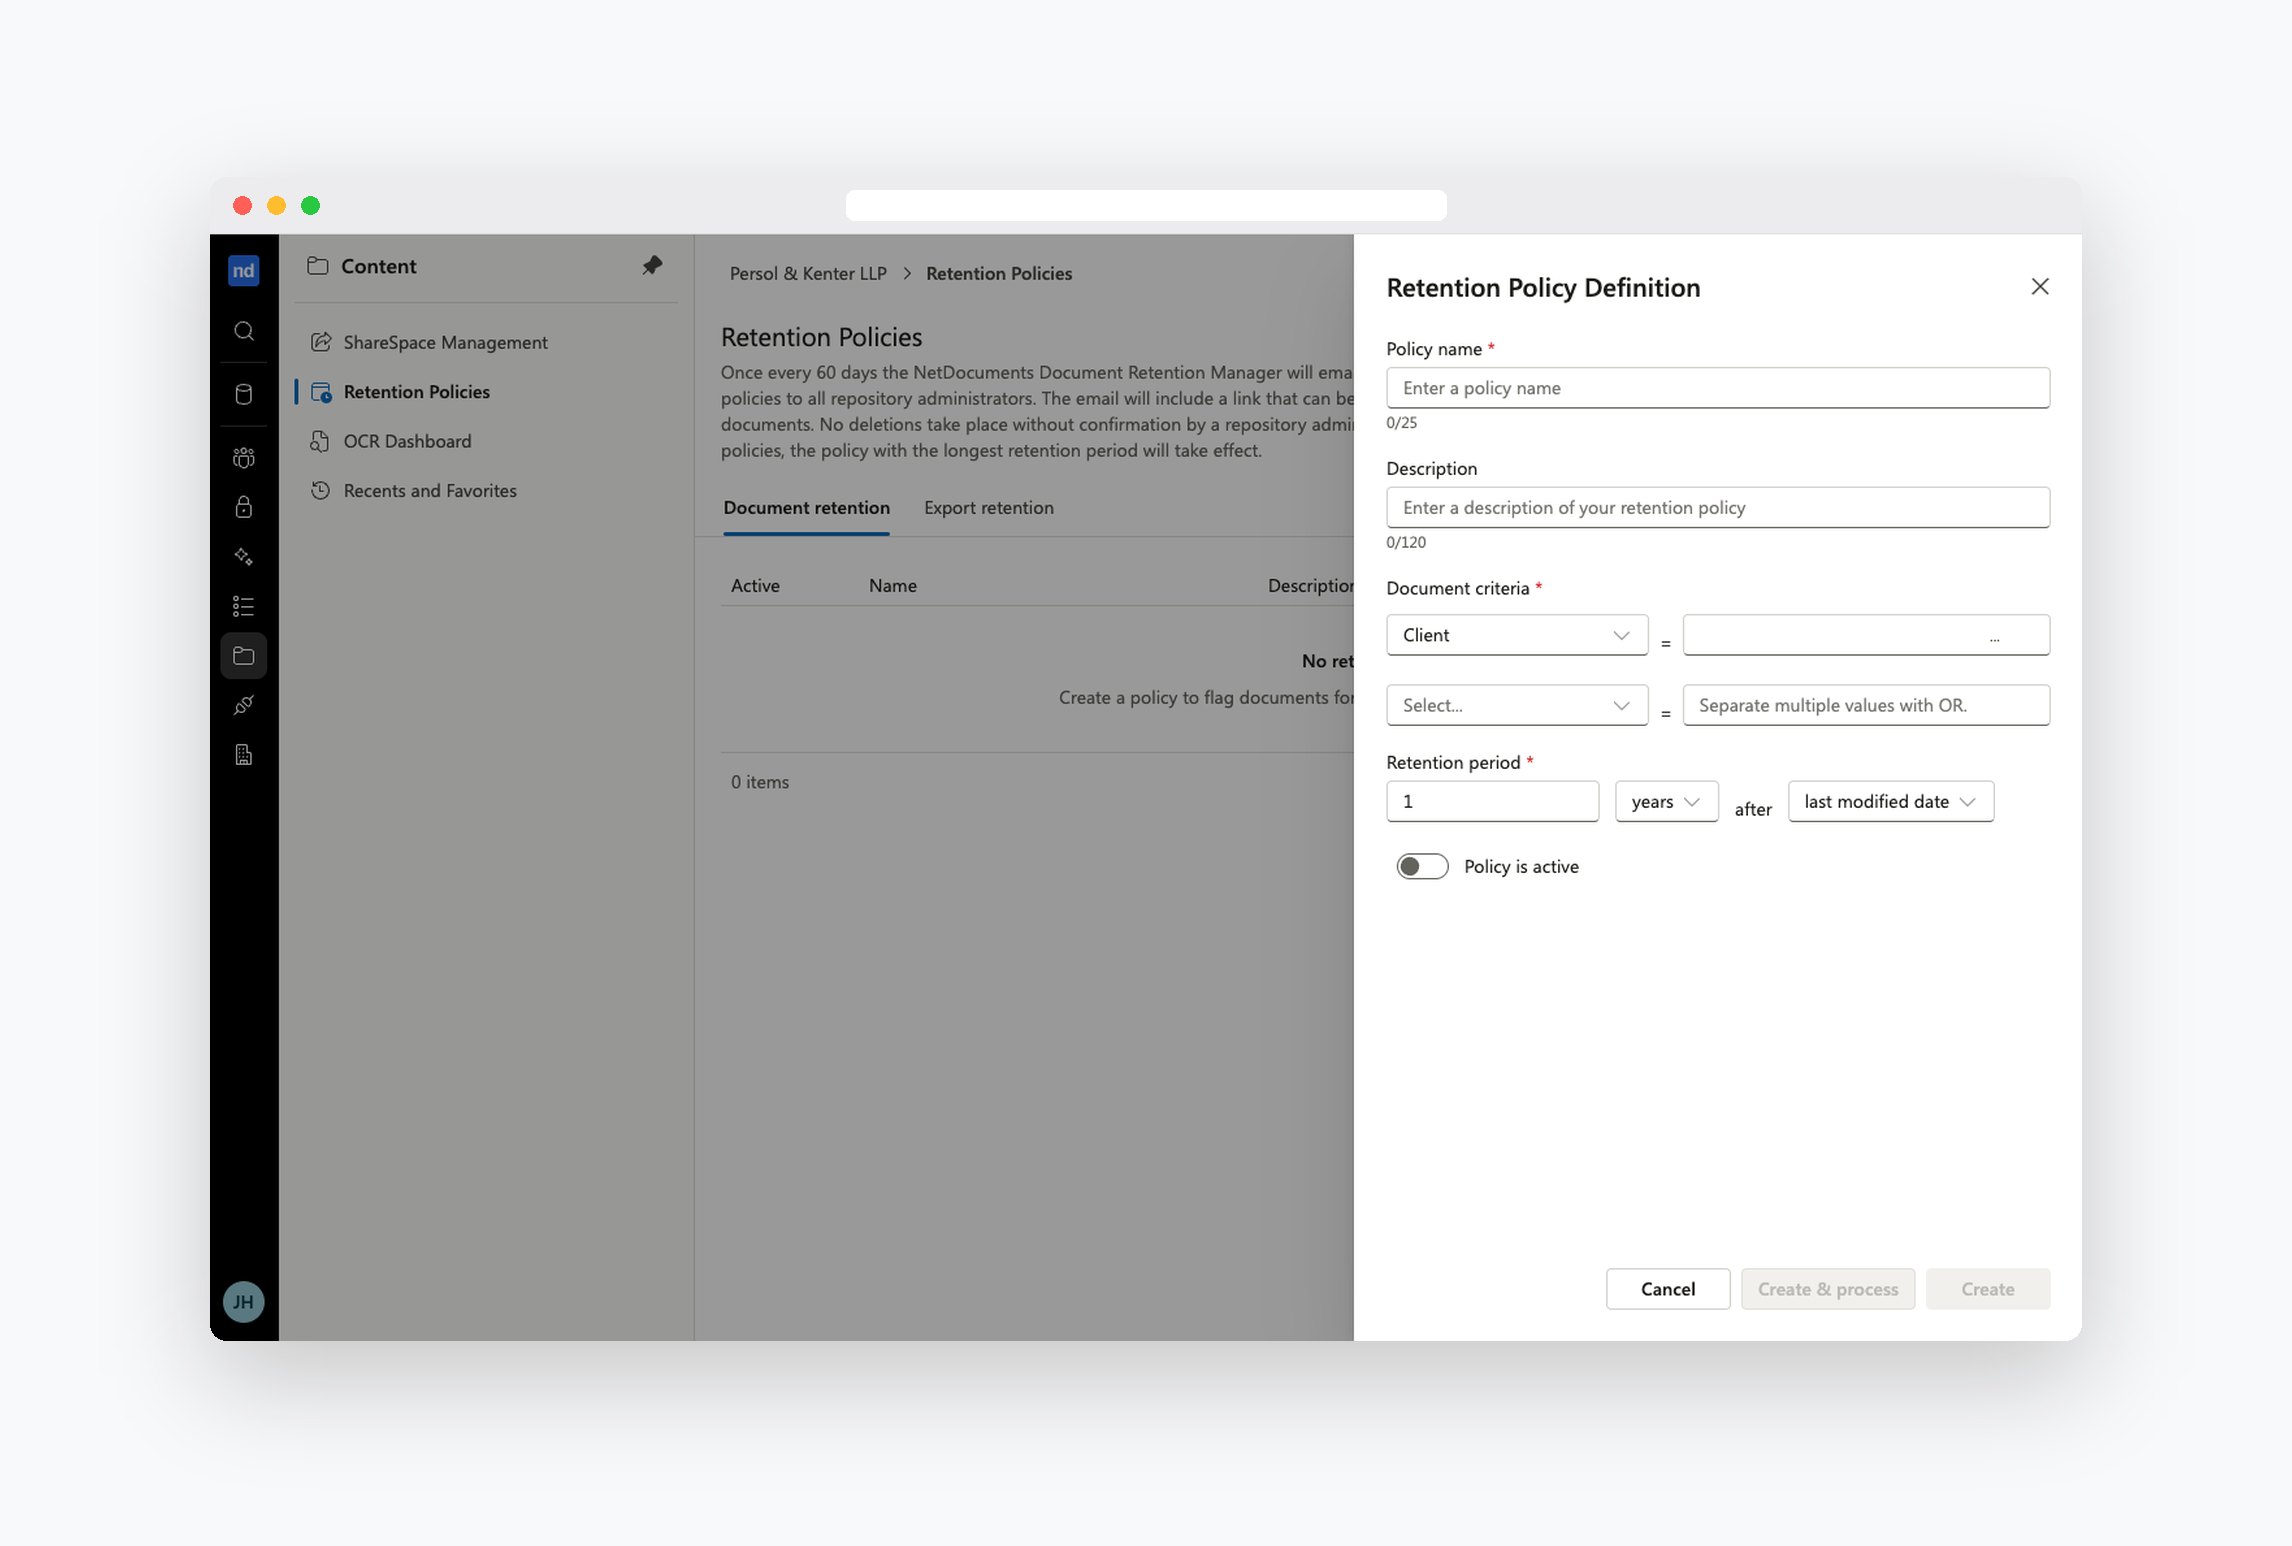 nd
Content
ShareSpace Management
Retention Policies
OCR Dashboard
Recents and Favorites
JH
Persol & Kenter LLP > Retention Policies
Retention Policies
Once every 60 days the NetDocuments Document Retention Manager will ema
policies to all repository administrators. The email will include a link that can be
documents. No deletions take place without confirmation by a repository admi
policies, the policy with the longest retention period will take effect.
Document retention Export retention
Active Name Description
No ret
Create a policy to flag documents for
0 items
Retention Policy Definition
Policy name *
Enter a policy name
0/25
Description
Enter a description of your retention policy
0/120
Document criteria *
Client = ...
Select... = Separate multiple values with OR.
Retention period *
1 years after last modified date
Policy is active
Cancel Create & process Create